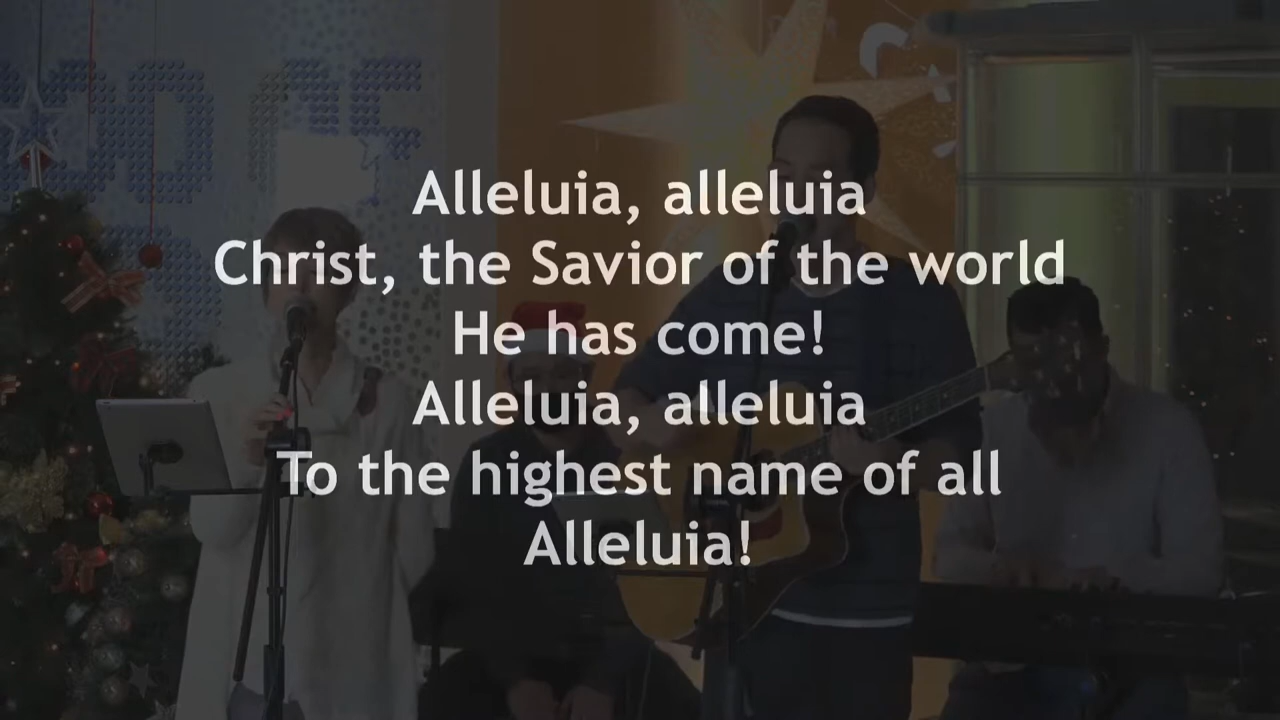 Alleluia, alleluia
Christ, the Savior of the world
He has come!
Alleluia, alleluia
To the highest name of all
Alleluia!